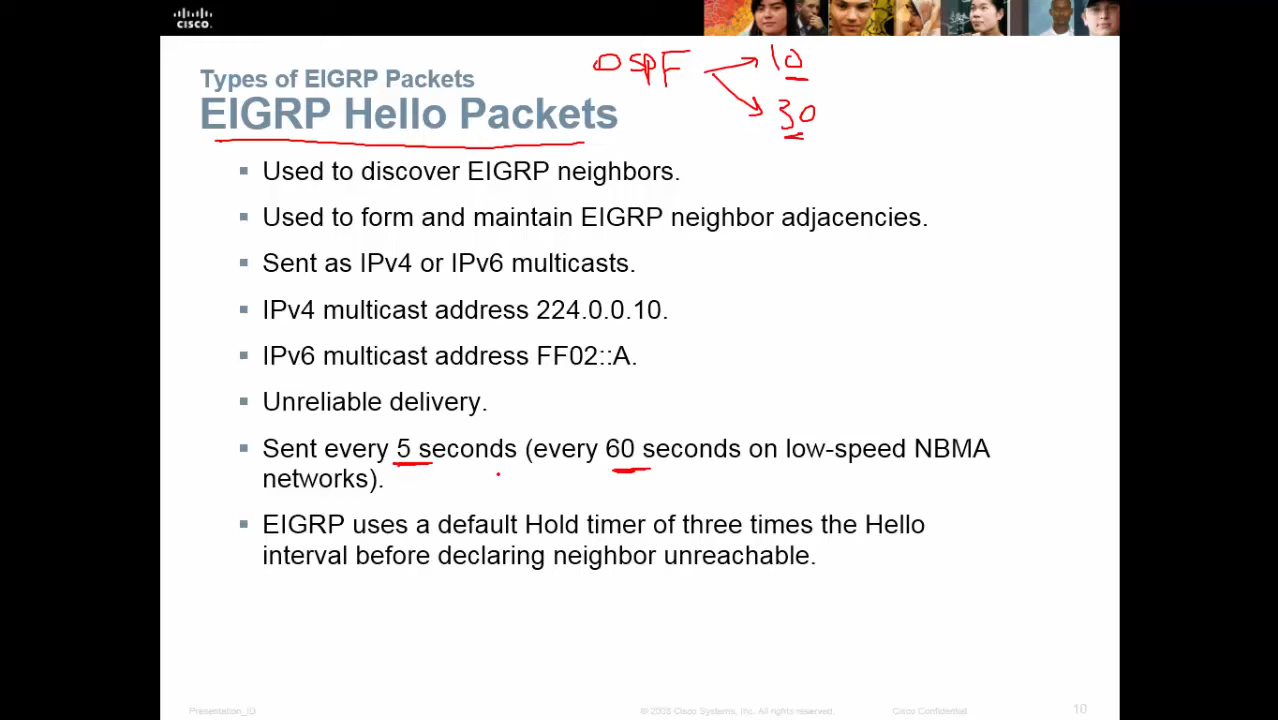 CISCO.
OSPF 10
30
Types of EIGRP Packets
EIGRP Hello Packets
▪ Used to discover EIGRP neighbors.
▪ Used to form and maintain EIGRP neighbor adjacencies.
▪ Sent as IPv4 or IPv6 multicasts.
▪ IPv4 multicast address 224.0.0.10.
▪ IPv6 multicast address FF02::A.
▪ Unreliable delivery.
▪ Sent every 5 seconds (every 60 seconds on low-speed NBMA
networks).
▪ EIGRP uses a default Hold timer of three times the Hello
interval before declaring neighbor unreachable.
Presentation_ID © 2008 Cisco Systems, Inc. All rights reserved. Cisco Confidential 10